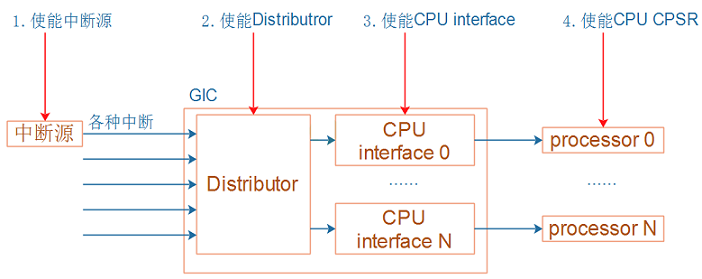 1. 使能中断源
2. 使能Distributror
3. 使能CPU interface
4. 使能CPU CPSR
GIC
中断源
各种中断
Distributor
CPU
interface 0
processor 0
......
......
CPU
interface N
processor N